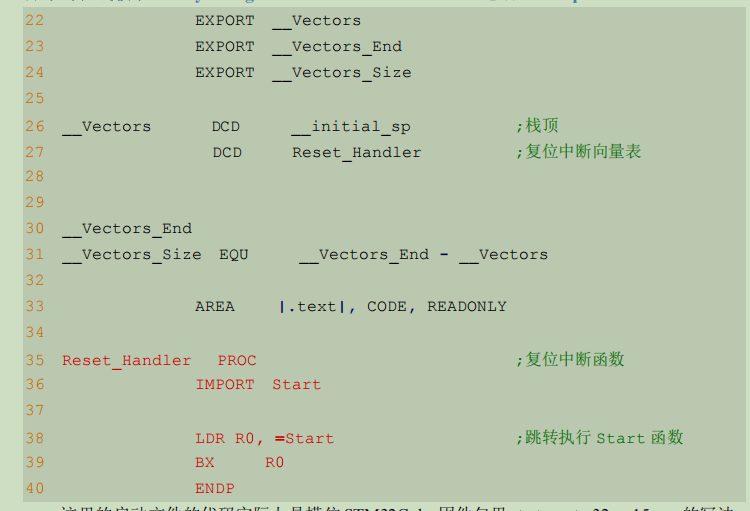 22 EXPORT __Vectors
23 EXPORT __Vectors_End
24 EXPORT __Vectors_Size
25
26 __Vectors DCD __initial_sp ;栈顶
27 DCD Reset_Handler ;复位中断向量表
28
29
30 __Vectors_End
31 __Vectors_Size EQU __Vectors_End - __Vectors
32
33 AREA |.text|, CODE, READONLY
34
35 Reset_Handler PROC ;复位中断函数
36 IMPORT Start
37
38 LDR R0, =Start ;跳转执行 Start 函数
39 BX R0
40 ENDP